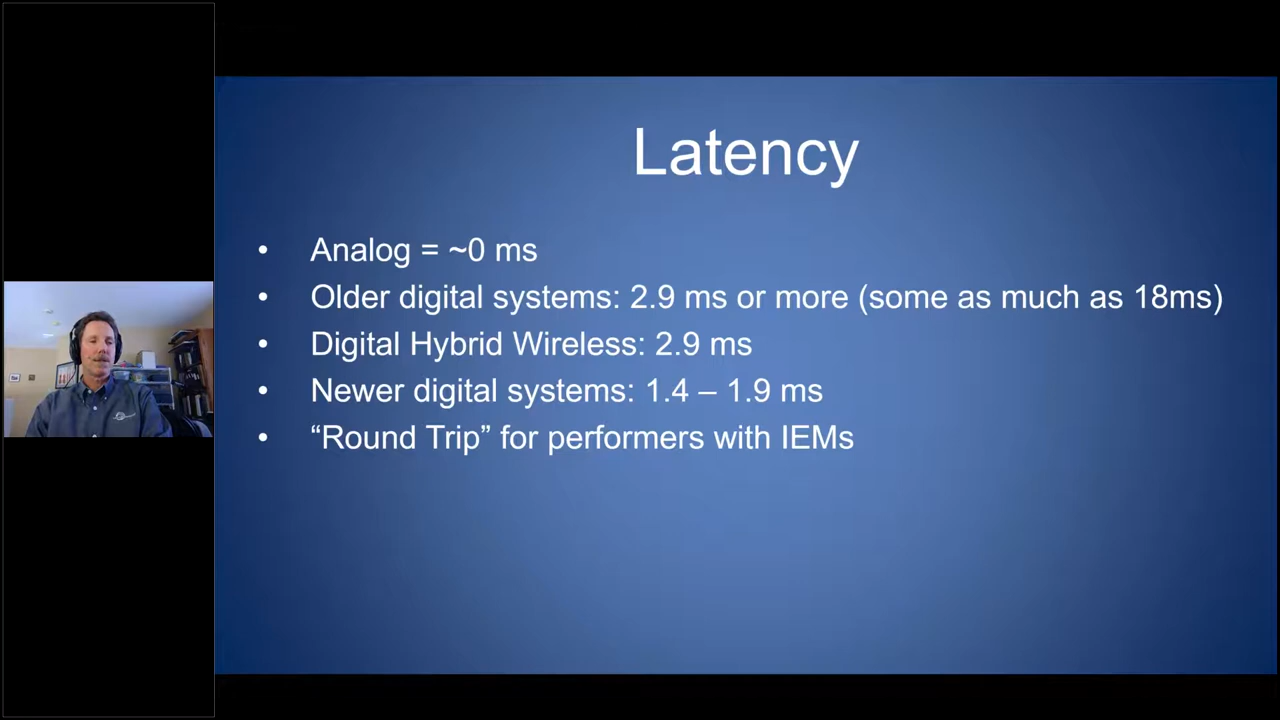 Latency
• Analog = ~0 ms
• Older digital systems: 2.9 ms or more (some as much as 18ms)
• Digital Hybrid Wireless: 2.9 ms
• Newer digital systems: 1.4 – 1.9 ms
• “Round Trip” for performers with IEMs